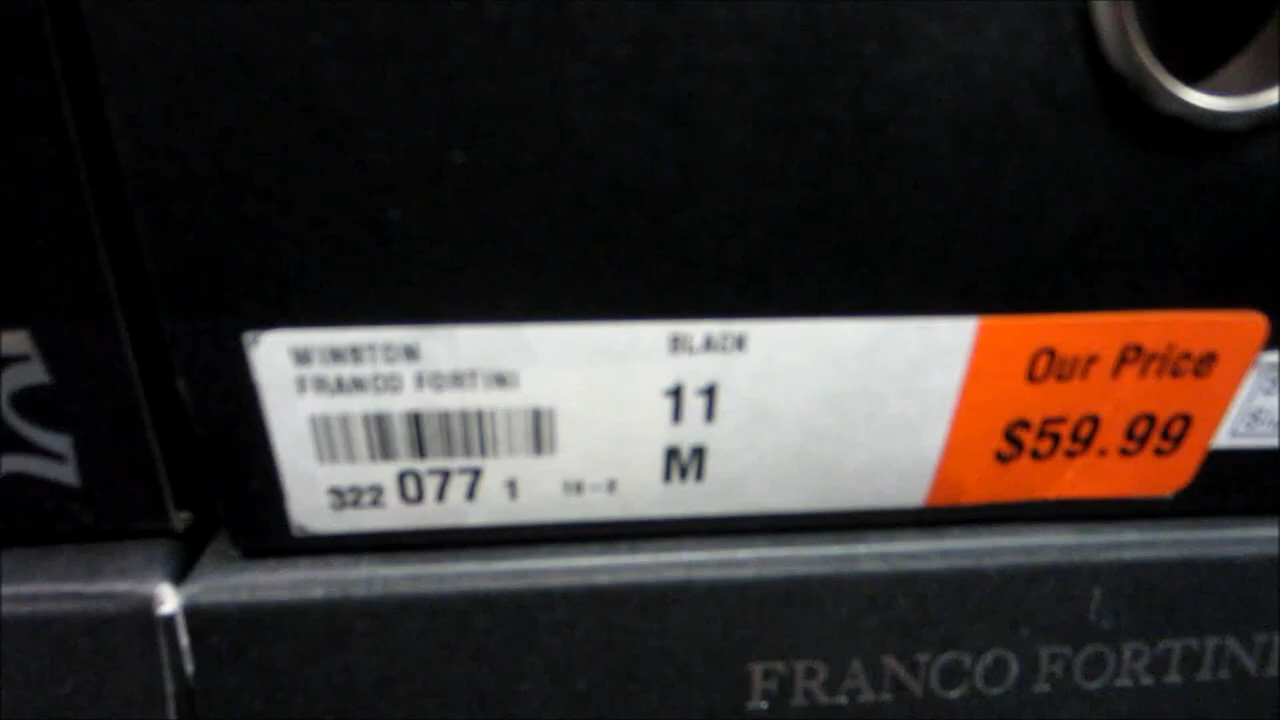 WINSTON
FRANCO FORTINI
BLACK
11
M
322 077 1
Our Price
$59.99
FRANCO FORTINI